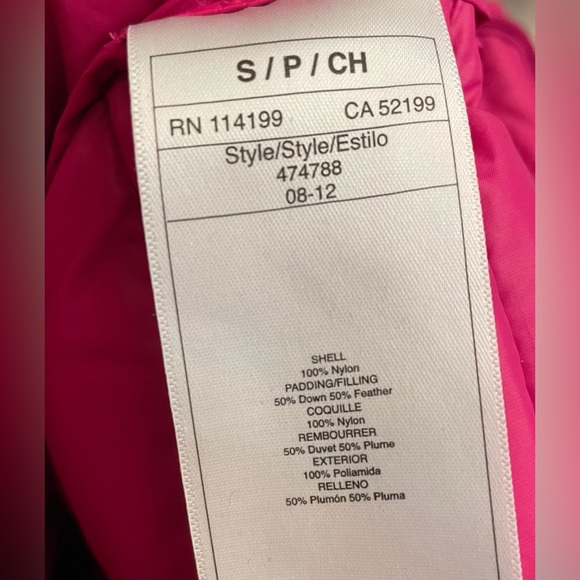 S / P / CH
RN 114199 CA 52199
Style/Style/Estilo
474788
08-12
SHELL
100% Nylon
PADDING/FILLING
50% Down 50% Feather
COQUILLE
100% Nylon
REMBOURRER
50% Duvet 50% Plume
EXTERIOR
100% Poliamida
RELLENO
50% Plumón 50% Pluma